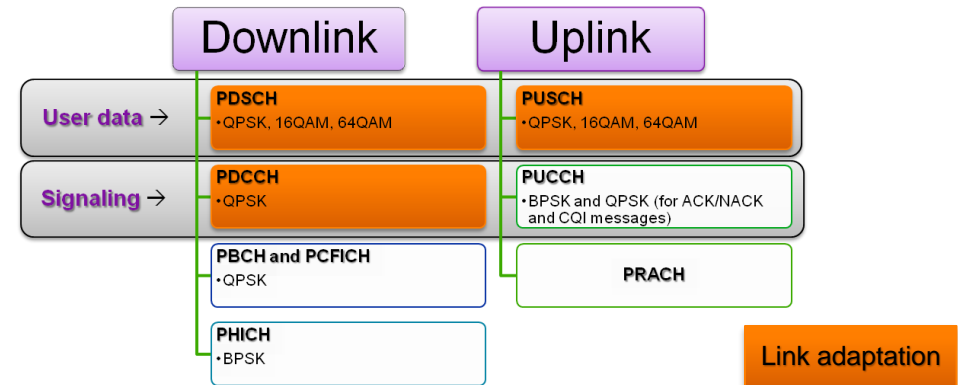 Downlink
Uplink
User data →
PDSCH
•QPSK, 16QAM, 64QAM
PUSCH
•QPSK, 16QAM, 64QAM
Signaling →
PDCCH
•QPSK
PUCCH
•BPSK and QPSK (for ACK/NACK
and CQI messages)
PBCH and PCFICH
•QPSK
PRACH
PHICH
•BPSK
Link adaptation